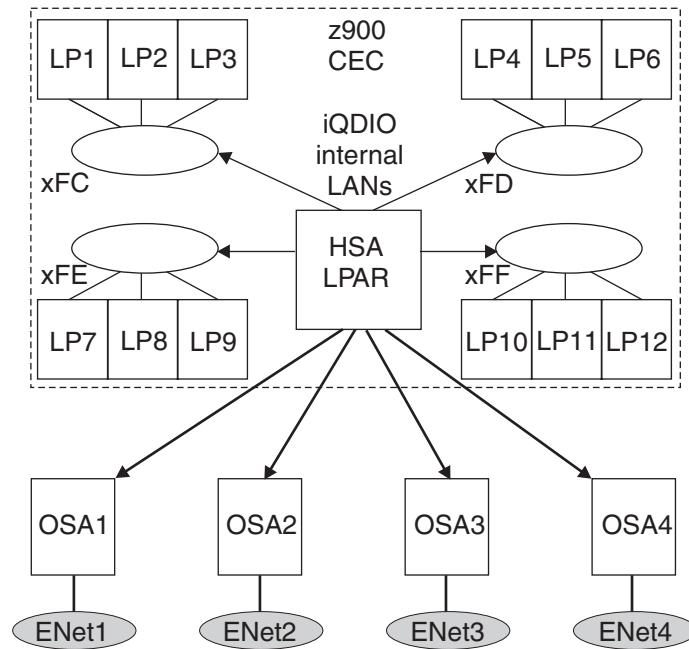 LP1 LP2 LP3
z900
CEC
LP4 LP5 LP6
iQDIO
internal
LANs
xFC
xFD
HSA
LPAR
xFE
xFF
LP7 LP8 LP9
LP10 LP11 LP12
OSA1 OSA2 OSA3 OSA4
ENet1 ENet2 ENet3 ENet4